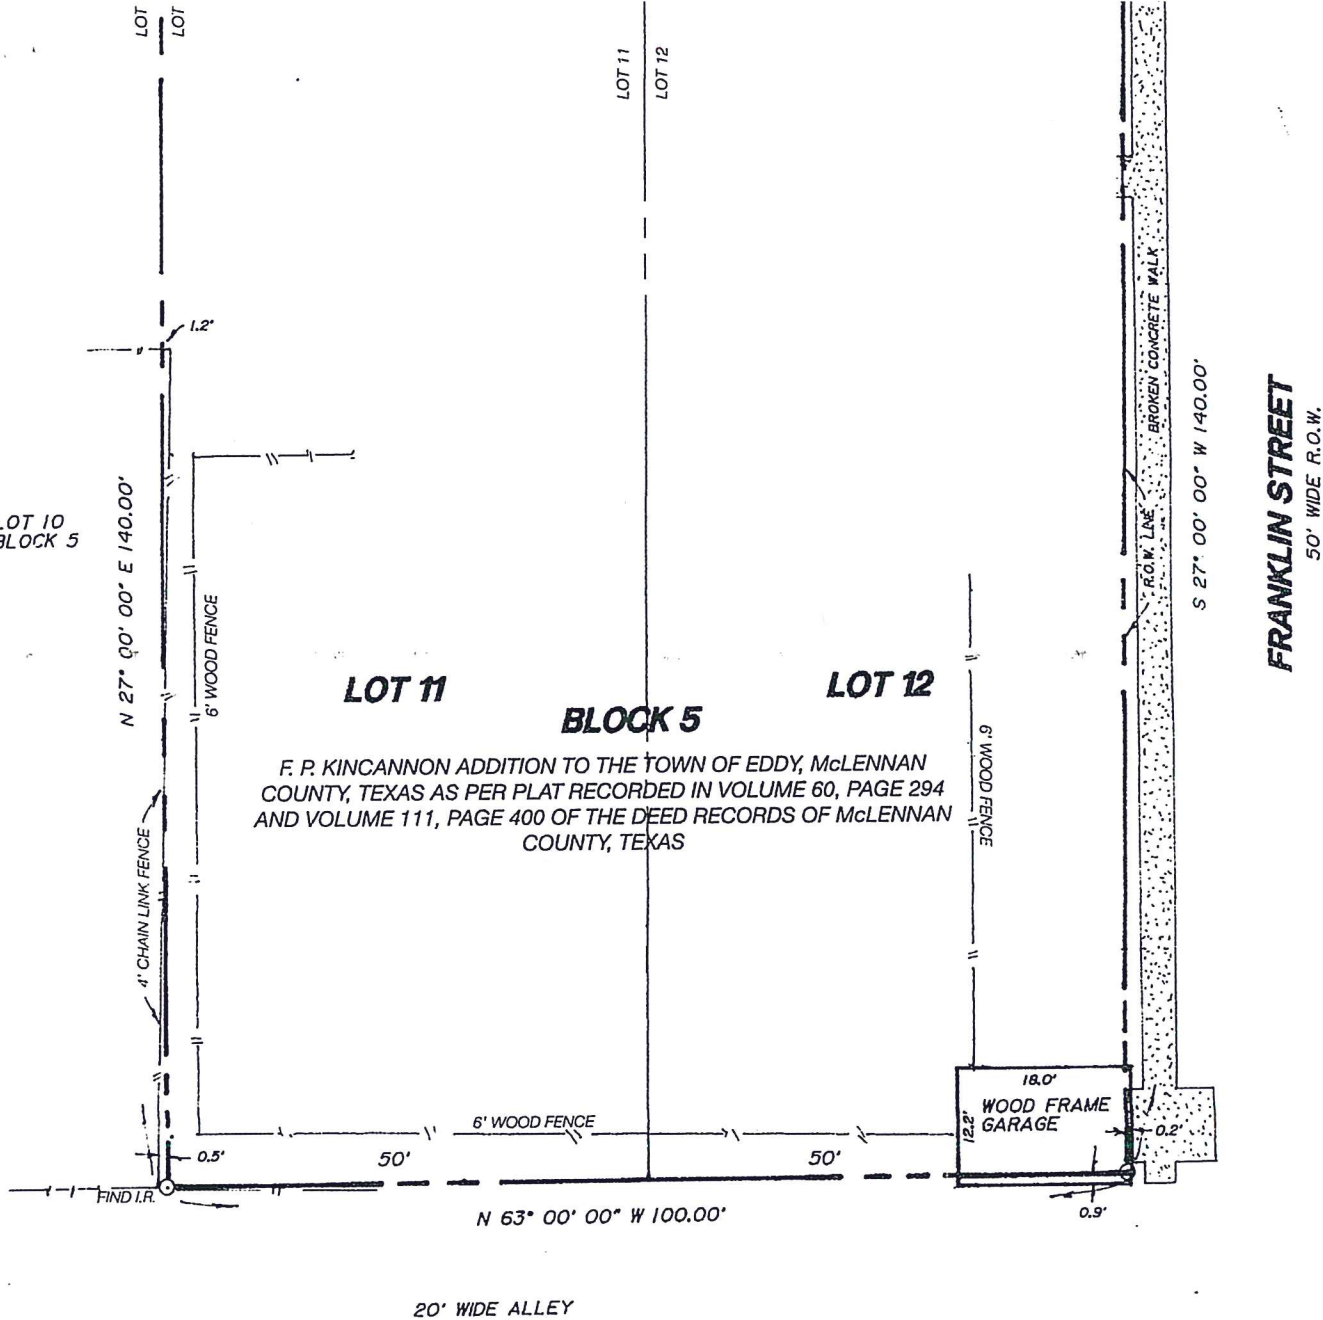 LOT
LOT
LOT 11
LOT 12
1.2'
BROKEN CONCRETE WALK
S 27° 00' 00" W 140.00'
FRANKLIN STREET
50' WIDE R.O.W.
N 27° 00' 00" E 140.00'
LOT 10
BLOCK 5
R.O.W. LINE
6' WOOD FENCE
LOT 11
LOT 12
BLOCK 5
6' WOOD FENCE
F. P. KINCANNON ADDITION TO THE TOWN OF EDDY, McLENNAN
COUNTY, TEXAS AS PER PLAT RECORDED IN VOLUME 60, PAGE 294
AND VOLUME 111, PAGE 400 OF THE DEED RECORDS OF McLENNAN
COUNTY, TEXAS
4' CHAIN LINK FENCE
18.0'
12.2'
WOOD FRAME
GARAGE
0.2'
6' WOOD FENCE
0.5'
50'
50'
FIND I.R.
N 63° 00' 00" W 100.00'
0.9'
20' WIDE ALLEY